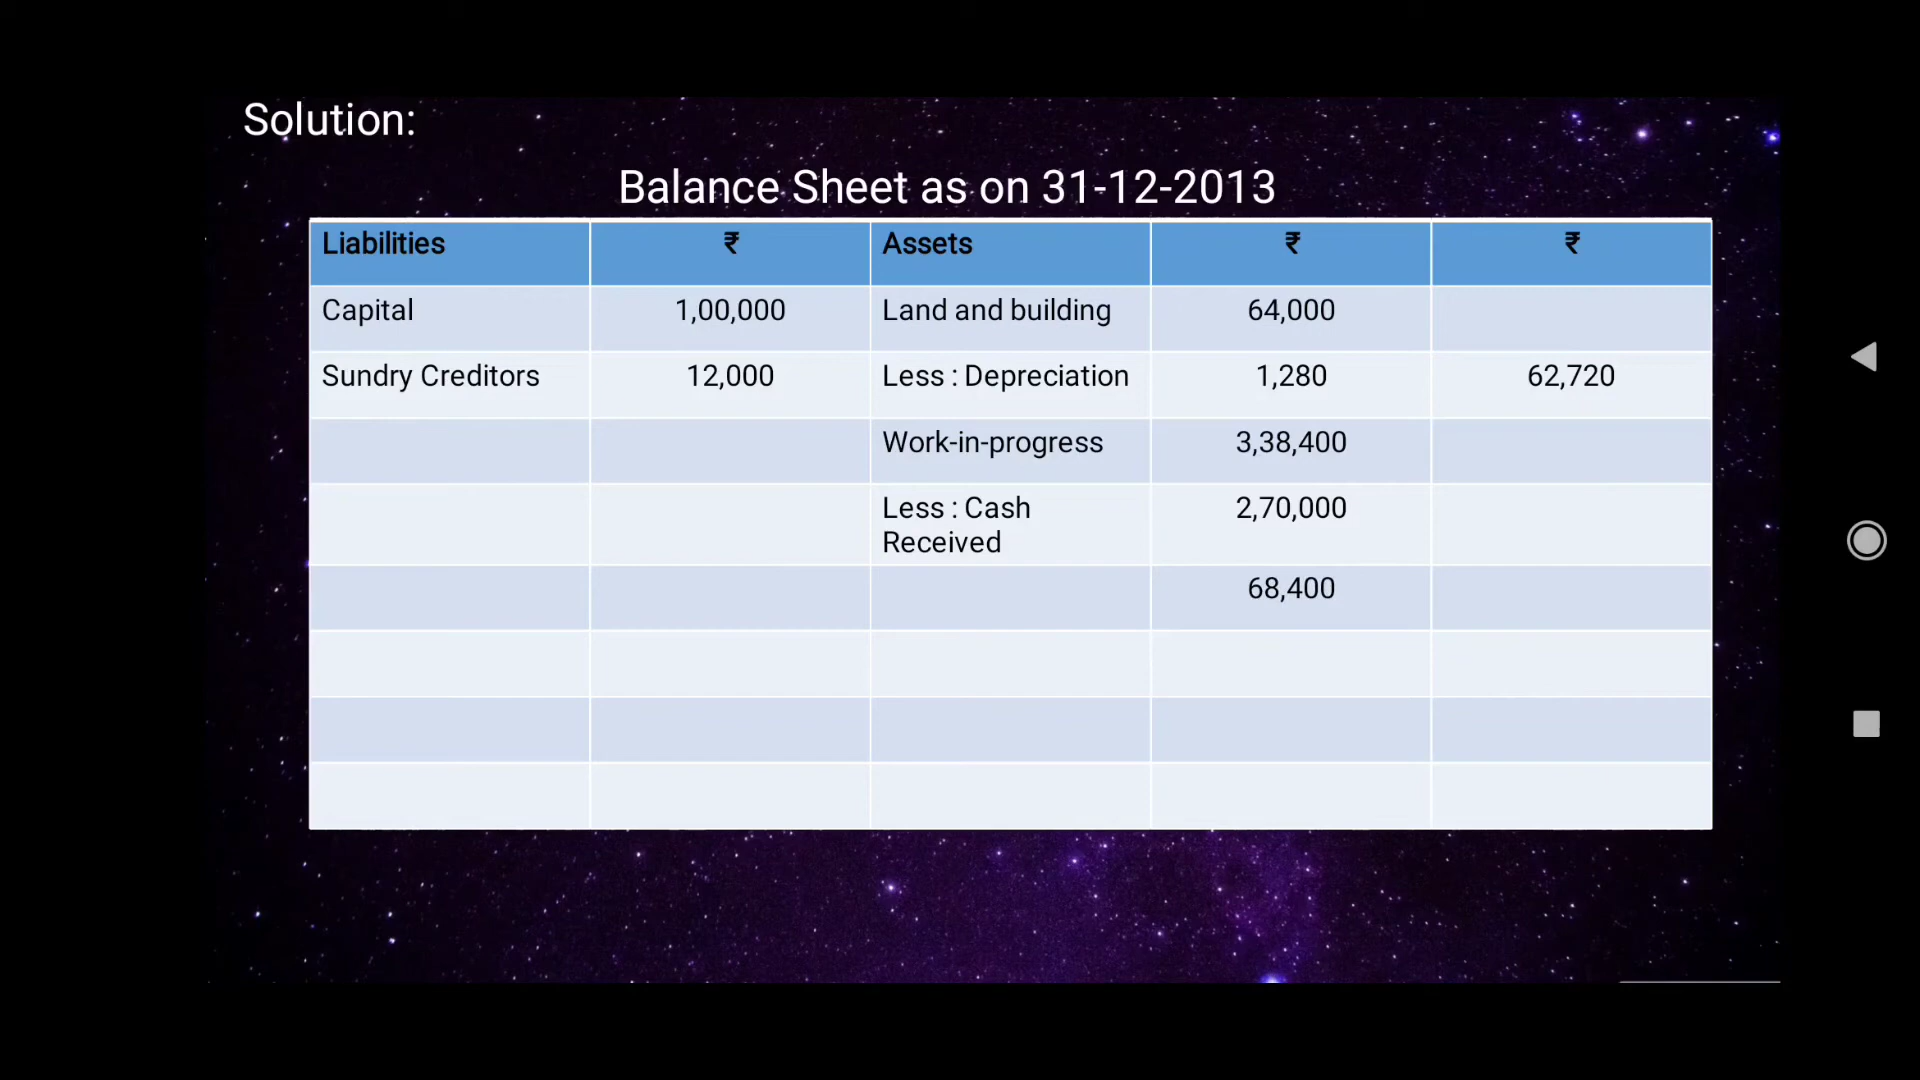 Solution:
Balance Sheet as on 31-12-2013
Liabilities ₹ Assets ₹ ₹
Capital 1,00,000 Land and building 64,000
Sundry Creditors 12,000 Less : Depreciation 1,280 62,720
Work-in-progress 3,38,400
Less : Cash 2,70,000
Received
68,400